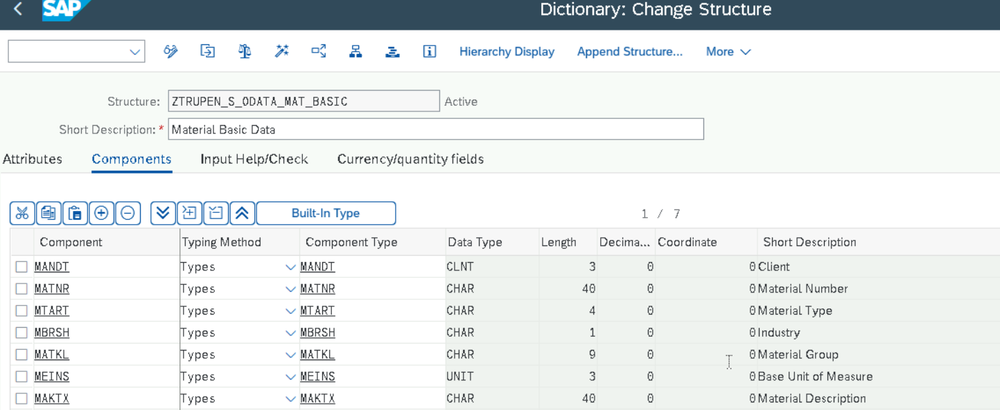 SAP Dictionary: Change Structure
Hierarchy Display Append Structure... More
Structure: ZTRUPEN_S_ODATA_MAT_BASIC Active
Short Description: * Material Basic Data
Attributes Components Input Help/Check Currency/quantity fields
Built-In Type 1 / 7
Component Typing Method Component Type Data Type Length Decima... Coordinate Short Description
MANDT Types MANDT CLNT 3 0 0 Client
MATNR Types MATNR CHAR 40 0 0 Material Number
MTART Types MTART CHAR 4 0 0 Material Type
MBRSH Types MBRSH CHAR 1 0 0 Industry
MATKL Types MATKL CHAR 9 0 0 Material Group
MEINS Types MEINS UNIT 3 0 0 Base Unit of Measure
MAKTX Types MAKTX CHAR 40 0 0 Material Description